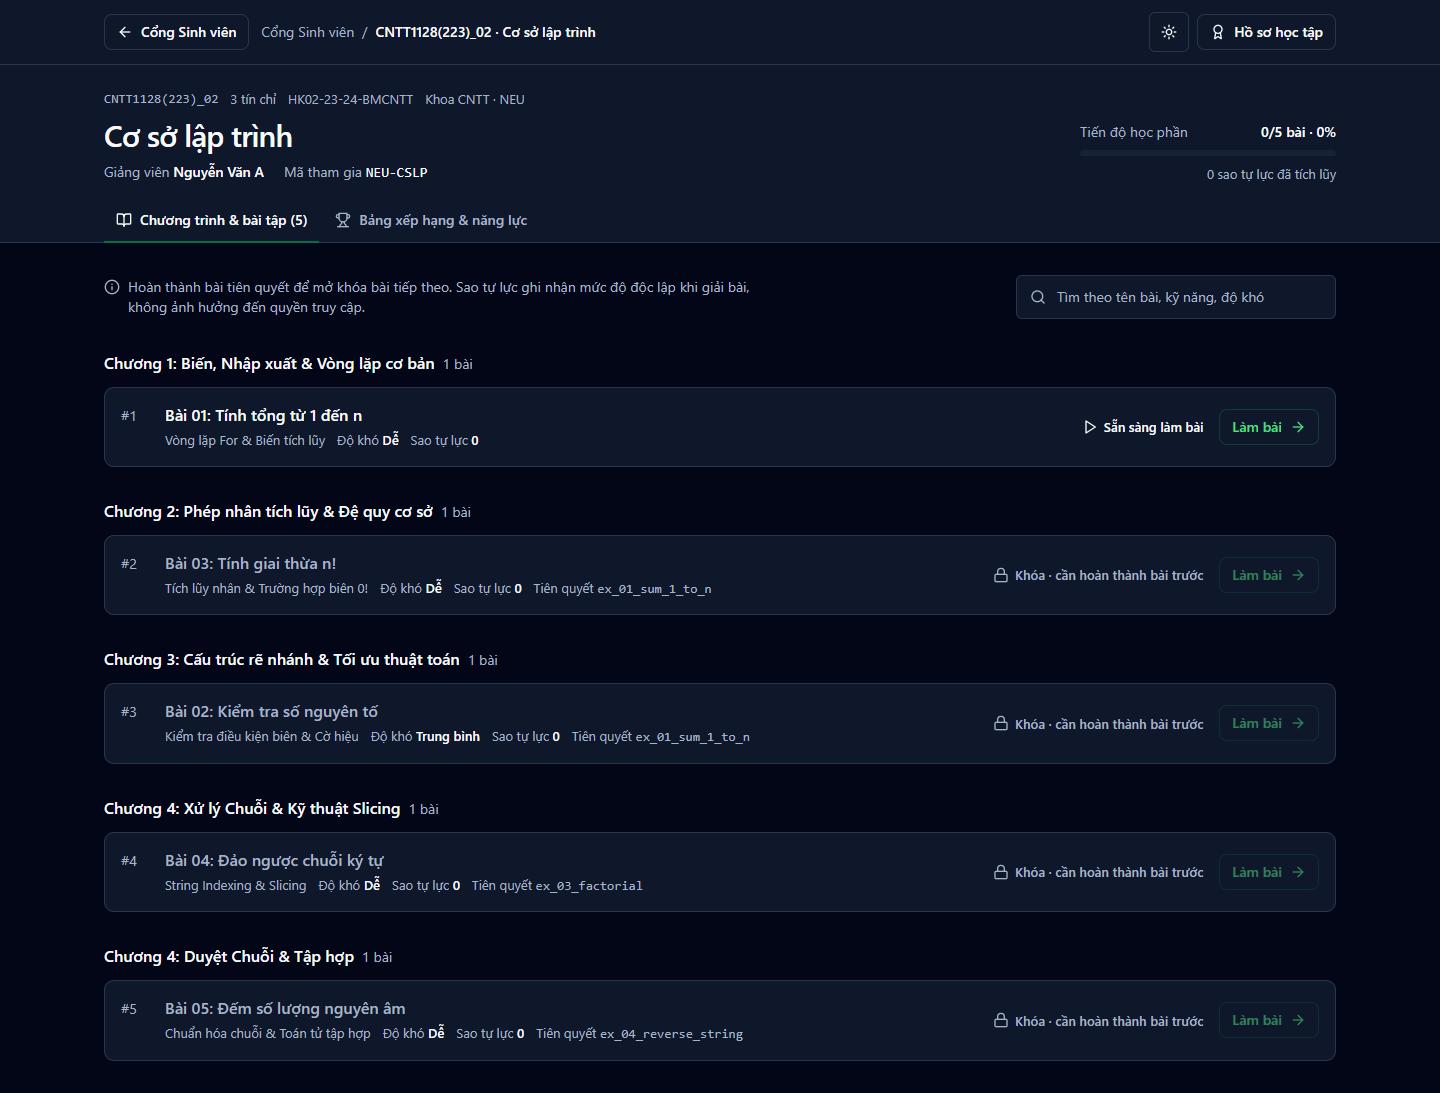 Cổng Sinh viên Cổng Sinh viên / CNTT1128(223)_02 · Cơ sở lập trình Hồ sơ học tập
CNTT1128(223)_02 3 tín chỉ HK02-23-24-BMCNTT Khoa CNTT · NEU
Cơ sở lập trình
Tiến độ học phần 0/5 bài · 0%
Giảng viên Nguyễn Văn A Mã tham gia NEU-CSLP
0 sao tự lực đã tích lũy
Chương trình & bài tập (5) Bảng xếp hạng & năng lực
Hoàn thành bài tiên quyết để mở khóa bài tiếp theo. Sao tự lực ghi nhận mức độ độc lập khi giải bài,
không ảnh hưởng đến quyền truy cập.
Tìm theo tên bài, kỹ năng, độ khó
Chương 1: Biến, Nhập xuất & Vòng lặp cơ bản 1 bài
#1 Bài 01: Tính tổng từ 1 đến n
Vòng lặp For & Biến tích lũy Độ khó Dễ Sao tự lực 0
Sẵn sàng làm bài Làm bài
Chương 2: Phép nhân tích lũy & Đệ quy cơ sở 1 bài
#2 Bài 03: Tính giai thừa n!
Tích lũy nhân & Trường hợp biên 0! Độ khó Dễ Sao tự lực 0 Tiên quyết ex_01_sum_1_to_n
Khóa · cần hoàn thành bài trước Làm bài
Chương 3: Cấu trúc rẽ nhánh & Tối ưu thuật toán 1 bài
#3 Bài 02: Kiểm tra số nguyên tố
Kiểm tra điều kiện biên & Cờ hiệu Độ khó Trung bình Sao tự lực 0 Tiên quyết ex_01_sum_1_to_n
Khóa · cần hoàn thành bài trước Làm bài
Chương 4: Xử lý Chuỗi & Kỹ thuật Slicing 1 bài
#4 Bài 04: Đảo ngược chuỗi ký tự
String Indexing & Slicing Độ khó Dễ Sao tự lực 0 Tiên quyết ex_03_factorial
Khóa · cần hoàn thành bài trước Làm bài
Chương 4: Duyệt Chuỗi & Tập hợp 1 bài
#5 Bài 05: Đếm số lượng nguyên âm
Chuẩn hóa chuỗi & Toán tử tập hợp Độ khó Dễ Sao tự lực 0 Tiên quyết ex_04_reverse_string
Khóa · cần hoàn thành bài trước Làm bài